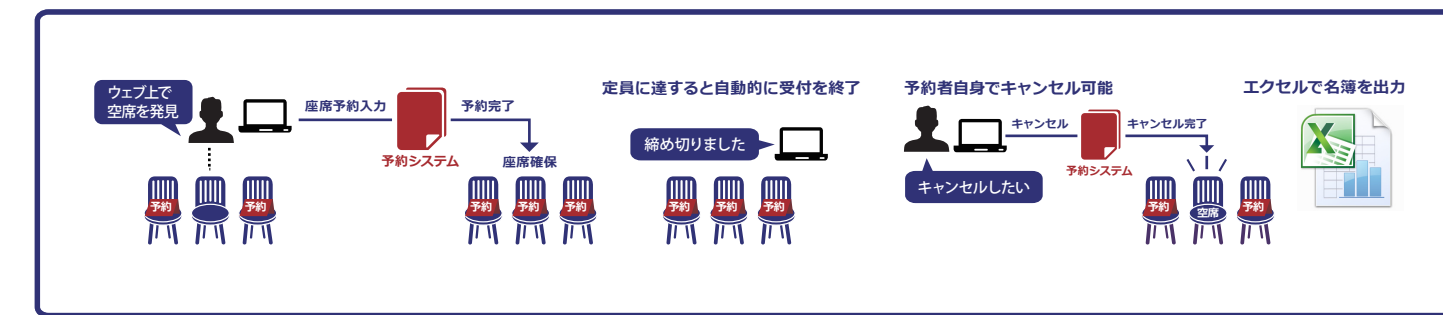 ウェブ上で
空席を発見
座席予約入力
予約完了
予約システム
座席確保
予約
予約
予約
予約
予約
定員に達すると自動的に受付を終了
締め切りました
予約
予約
予約
予約者自身でキャンセル可能
キャンセル
キャンセル完了
予約システム
キャンセルしたい
予約
空席
予約
エクセルで名簿を出力
X